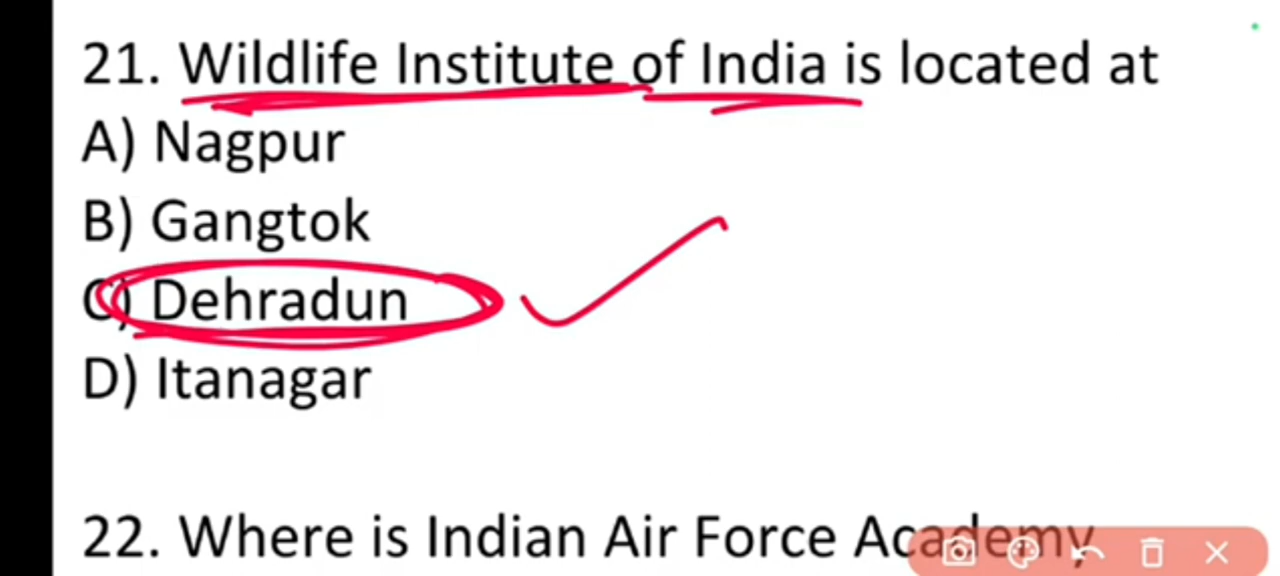 21. Wildlife Institute of India is located at
A) Nagpur
B) Gangtok
C) Dehradun
D) Itanagar
22. Where is Indian Air Force Academy